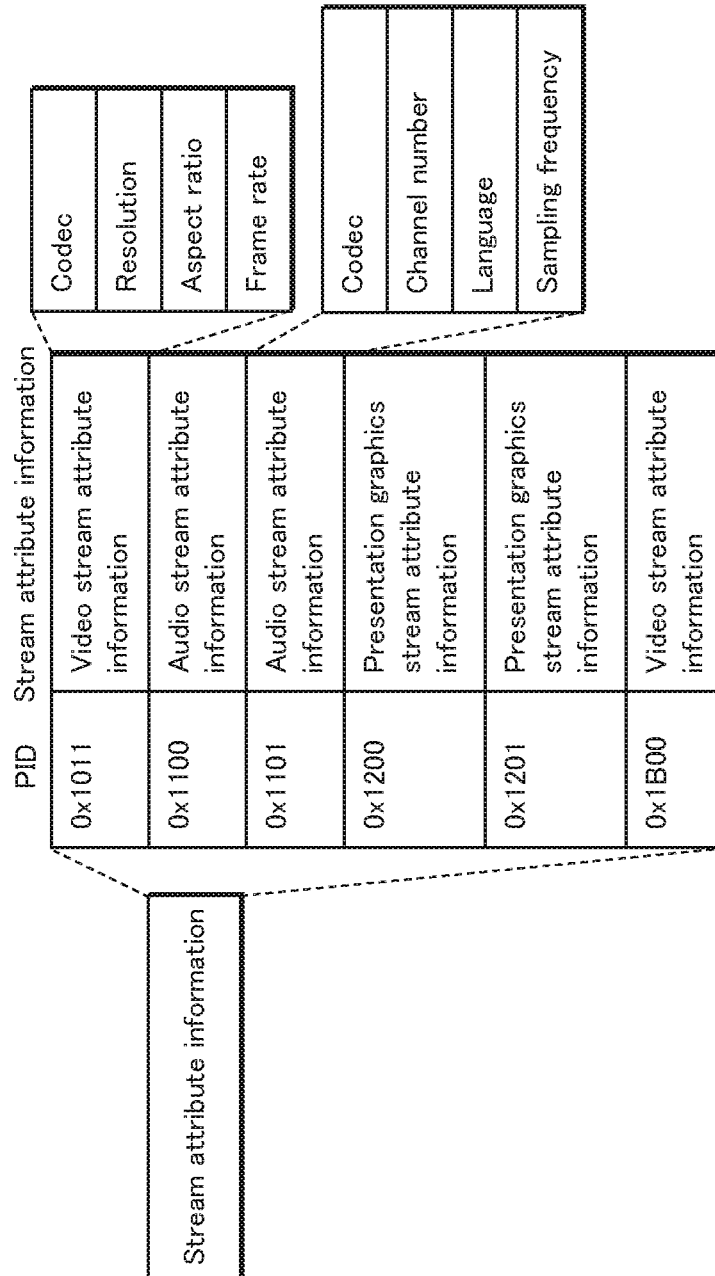 Stream attribute information
PID
Stream attribute information
0x1011
Video stream attribute
information
0x1100
Audio stream attribute
information
0x1101
Audio stream attribute
information
0x1200
Presentation graphics
stream attribute
information
0x1201
Presentation graphics
stream attribute
information
0x1B00
Video stream attribute
information
Codec
Resolution
Aspect ratio
Frame rate
Codec
Channel number
Language
Sampling frequency